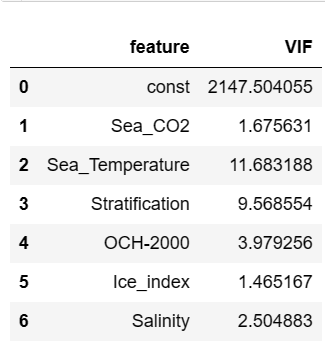 feature VIF
0 const 2147.504055
1 Sea_CO2 1.675631
2 Sea_Temperature 11.683188
3 Stratification 9.568554
4 OCH-2000 3.979256
5 Ice_index 1.465167
6 Salinity 2.504883